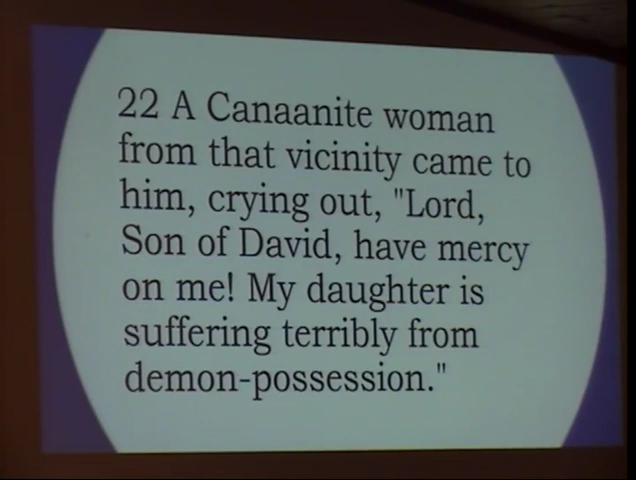 22 A Canaanite woman
from that vicinity came to
him, crying out, "Lord,
Son of David, have mercy
on me! My daughter is
suffering terribly from
demon-possession."